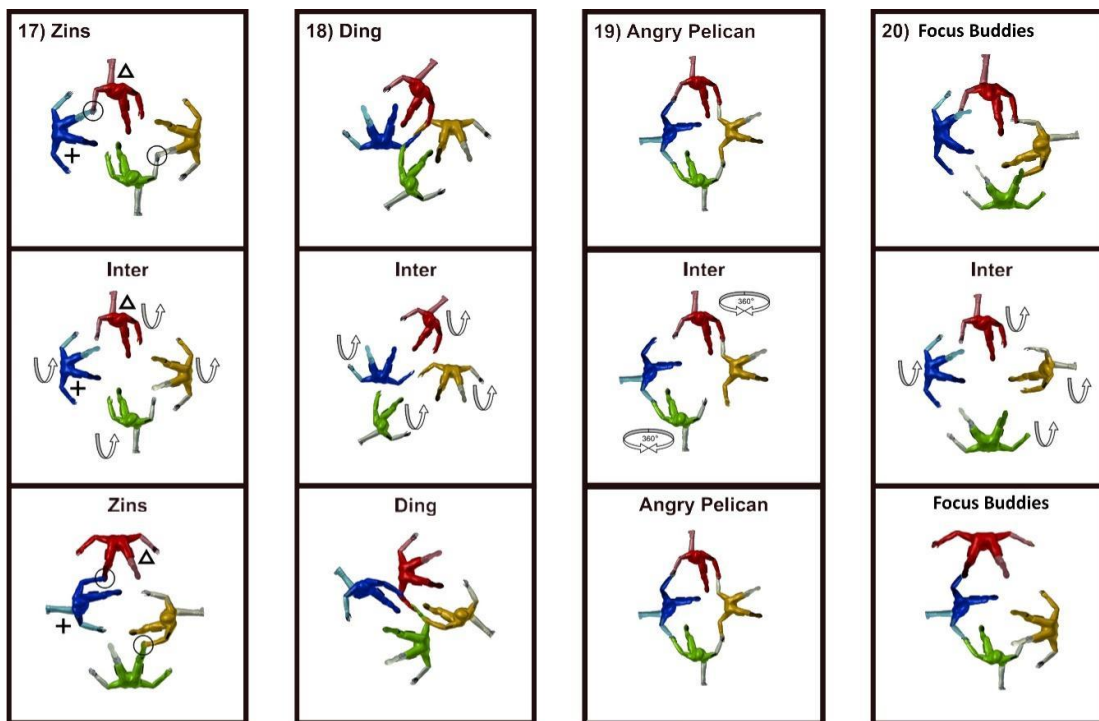 17) Zins
18) Ding
19) Angry Pelican
20) Focus Buddies
Inter
Inter
Inter
360°
360°
Inter
Zins
Ding
Angry Pelican
Focus Buddies